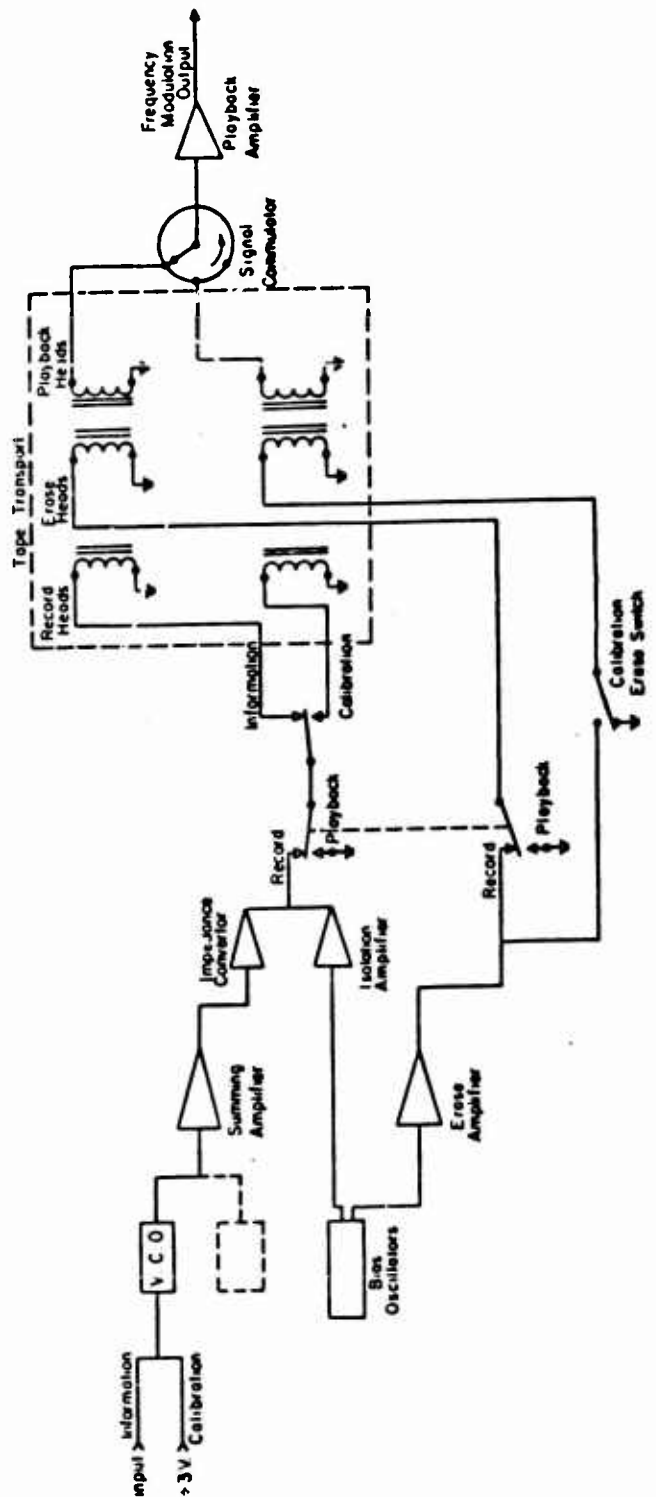 Input
Information
+3V
Calibration
V C O
Summing
Amplifier
Impedance
Convertor
Isolation
Amplifier
Bias
Oscillators
Erase
Amplifier
Record
Playback
Record
Playback
Information
Calibration
Calibration
Erase Switch
Tape Transport
Record
Heads
Erase
Heads
Playback
Heads
Signal
Commutator
Playback
Amplifier
Frequency
Modulation
Output